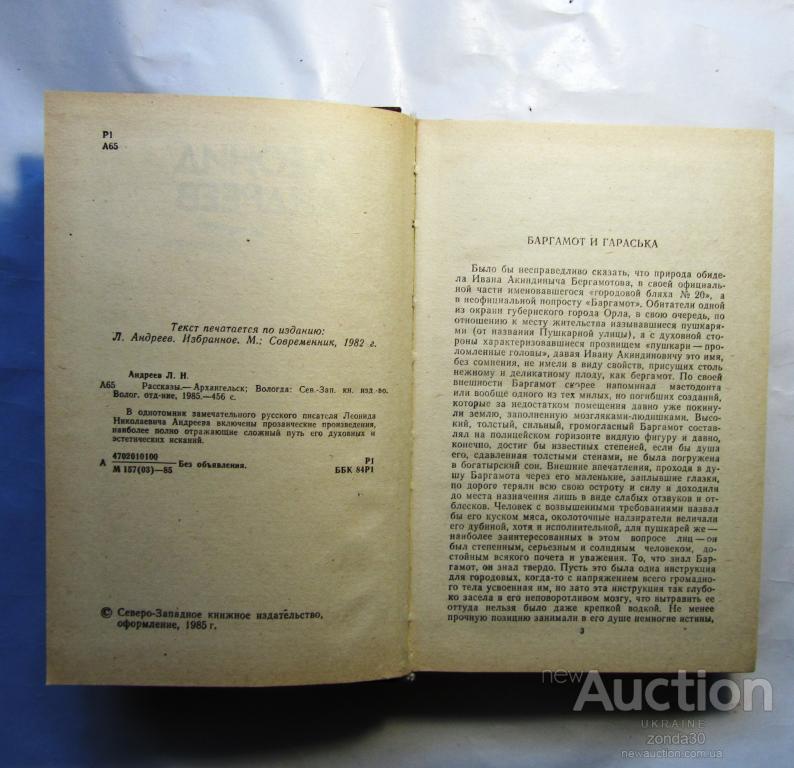 Р1
А65
Текст печатается по изданию:
Л. Андреев. Избранное. М.; Современник, 1982 г.
Андреев Л. Н.
А65 Рассказы.— Архангельск; Вологда: Сев.-Зап. кн. изд-во.
Волог. отд-ние, 1985.—456 с.
В однотомник замечательного русского писателя Леонида
Николаевича Андреева включены прозаические произведения,
наиболее полно отражающие сложный путь его духовных и
эстетических исканий.
4702010100 Р1
А Без объявления.
М 157(03)—85 ББК 84Р1
© Северо-Западное книжное издательство,
оформление, 1985 г.
БАРГАМОТ И ГАРАСЬКА
Было бы несправедливо сказать, что природа обиде-
ла Ивана Акиндиныча Бергамотова, в своей официаль-
ной части именовавшегося «городовой бляха № 20», а
в неофициальной попросту «Баргамот». Обитатели одной
из окраин губернского города Орла, в свою очередь, по
отношению к месту жительства называвшиеся пушкаря-
ми (от названия Пушкарной улицы), а с духовной сто-
роны характеризовавшиеся прозвищем «пушкари — про-
ломленные головы», давая Ивану Акиндиновичу это имя,
без сомнения, не имели в виду свойств, присущих столь
нежному и деликатному плоду, как бергамот. По своей
внешности Баргамот скорее напоминал мастодонта
или вообще одного из тех милых, но погибших созданий,
которые за недостатком помещения давно уже покину-
ли землю, заполненную мозгляками-людишками. Высо-
кий, толстый, сильный, громогласный Баргамот состав-
лял на полицейском горизонте видную фигуру и давно,
конечно, достиг бы известных степеней, если бы душа
его, сдавленная толстыми стенами, не была погружена
в богатырский сон. Внешние впечатления, проходя в ду-
шу Баргамота через его маленькие, заплывшие глазки,
по дороге теряли всю свою остроту и силу и доходили
до места назначения лишь в виде слабых отзвуков и от-
блесков. Человек с возвышенными требованиями назвал
бы его куском мяса, околоточные надзиратели величали
его дубиной, хотя и исполнительной, для пушкарей же —
наиболее заинтересованных в этом вопросе лиц — он
был степенным, серьезным и солидным человеком, до-
стойным всякого почета и уважения. То, что знал Бар-
гамот, он знал твердо. Пусть это была одна инструкция
для городовых, когда-то с напряжением всего громадно-
го тела усвоенная им, но зато эта инструкция так глубо-
ко засела в его неповоротливом мозгу, что вытравить ее
оттуда нельзя было даже крепкой водкой. Не менее
прочную позицию занимали в его душе немногие истины,
3
new Auction
UKRAINE
zonda30
newauction.com.ua